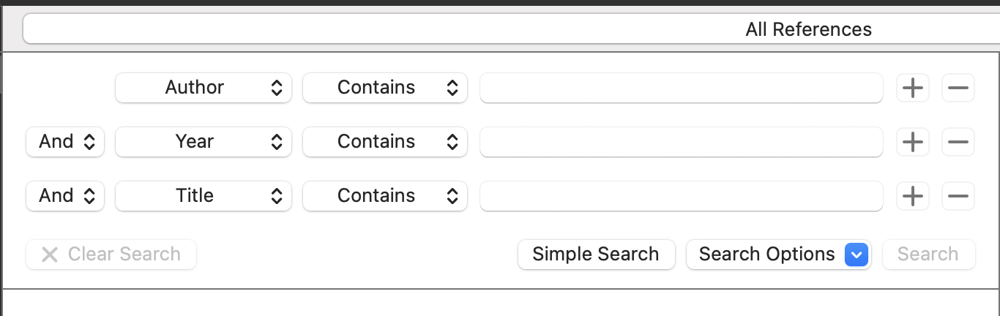 All References
Author Contains
And Year Contains
And Title Contains
Clear Search Simple Search Search Options Search